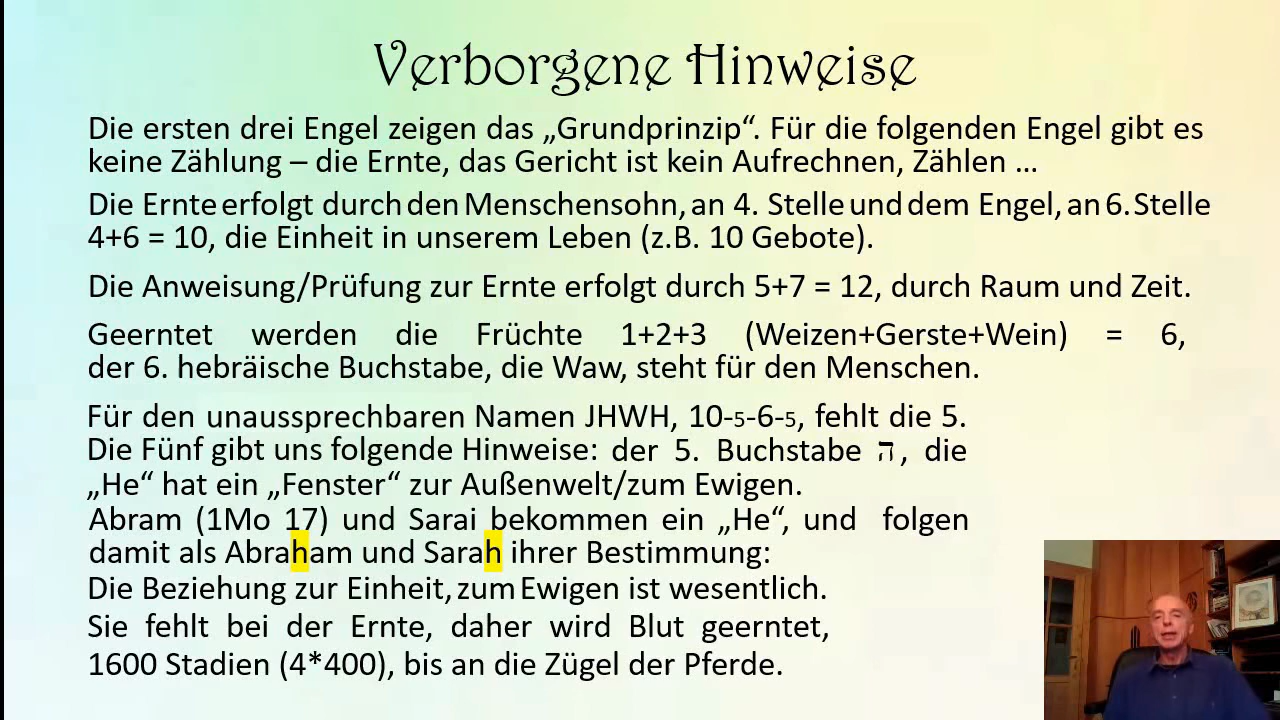 Verborgene Hinweise
Die ersten drei Engel zeigen das „Grundprinzip“. Für die folgenden Engel gibt es
keine Zählung – die Ernte, das Gericht ist kein Aufrechnen, Zählen ...
Die Ernte erfolgt durch den Menschensohn, an 4. Stelle und dem Engel, an 6. Stelle
4+6 = 10, die Einheit in unserem Leben (z.B. 10 Gebote).
Die Anweisung/Prüfung zur Ernte erfolgt durch 5+7 = 12, durch Raum und Zeit.
Geerntet werden die Früchte 1+2+3 (Weizen+Gerste+Wein) = 6,
der 6. hebräische Buchstabe, die Waw, steht für den Menschen.
Für den unaussprechbaren Namen JHWH, 10-5-6-5, fehlt die 5.
Die Fünf gibt uns folgende Hinweise: der 5. Buchstabe ה, die
„He“ hat ein „Fenster“ zur Außenwelt/zum Ewigen.
Abram (1Mo 17) und Sarai bekommen ein „He“, und folgen
damit als Abraham und Sarah ihrer Bestimmung:
Die Beziehung zur Einheit, zum Ewigen ist wesentlich.
Sie fehlt bei der Ernte, daher wird Blut geerntet,
1600 Stadien (4*400), bis an die Zügel der Pferde.